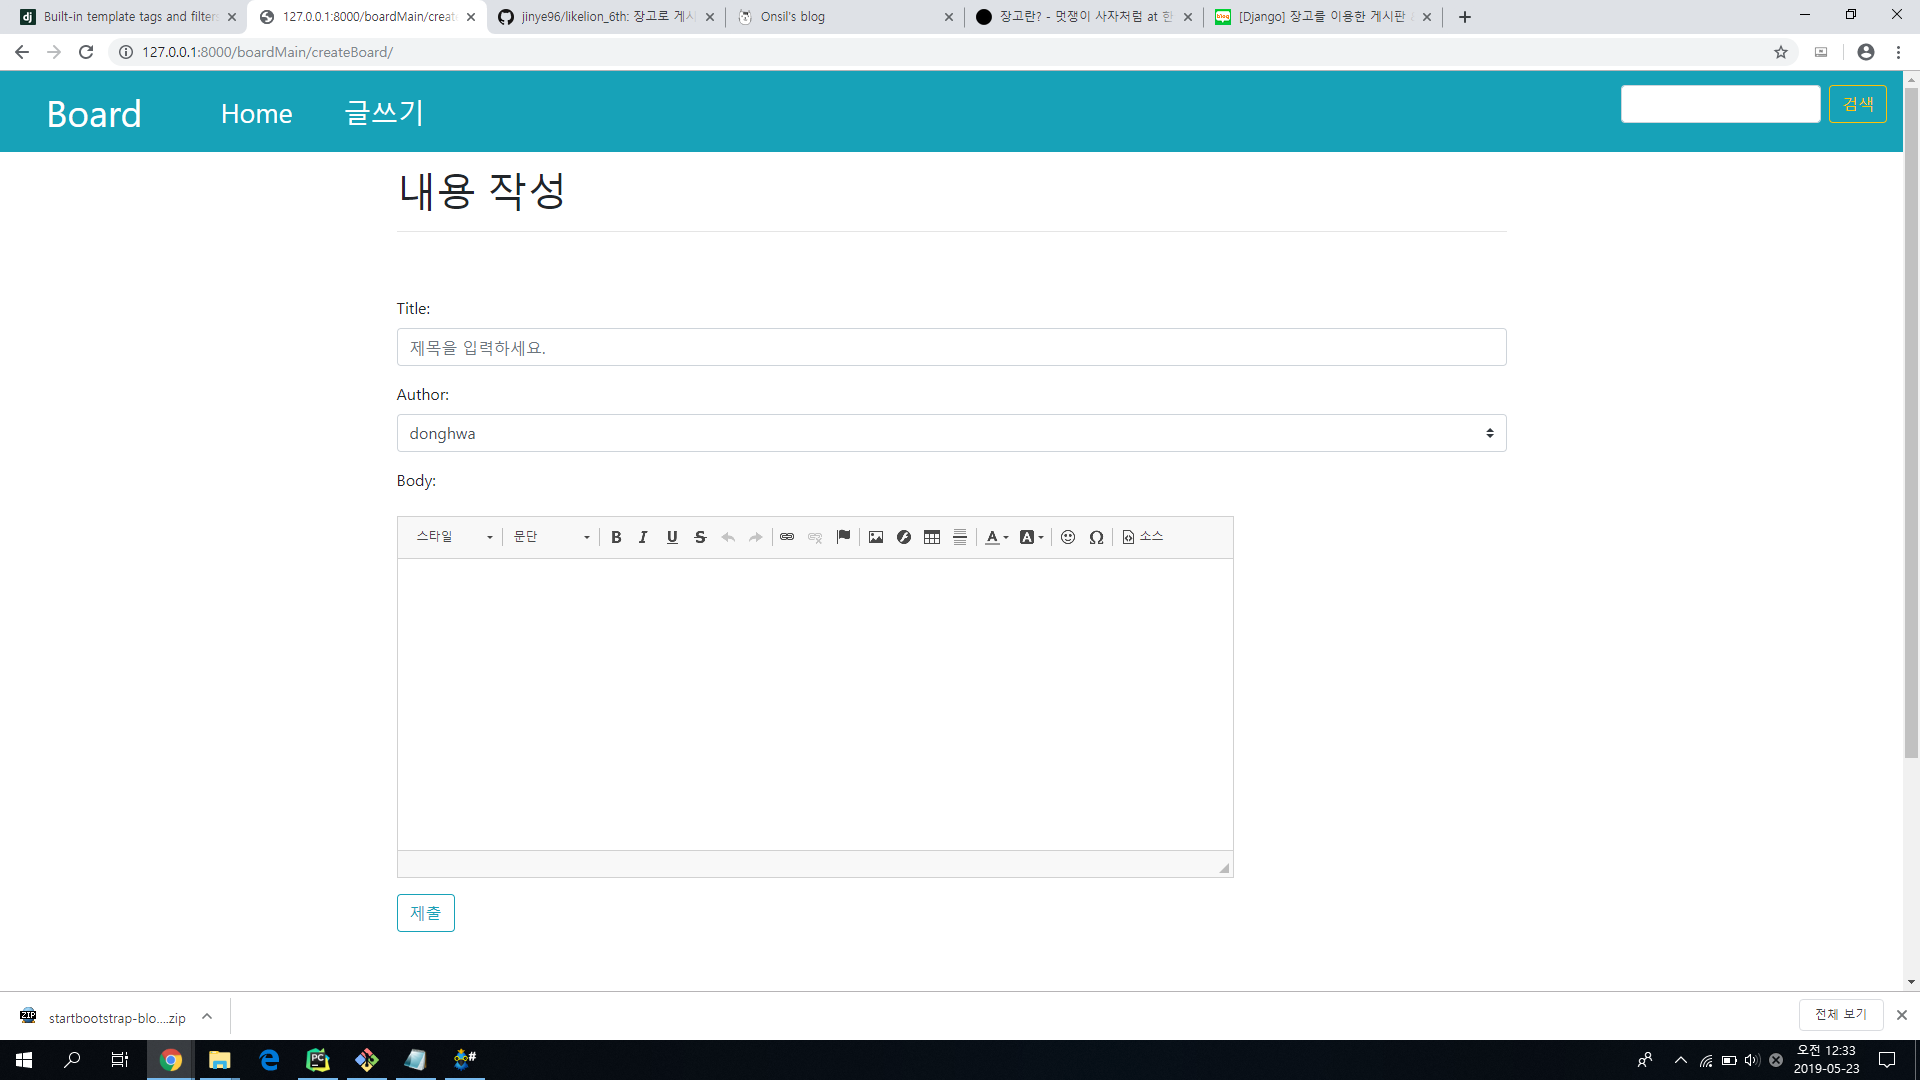 Built-in template tags and filter
127.0.0.1:8000/boardMain/create
jinye96/likelion_6th: 장고로 게시
Onsil's blog
장고란? - 멋쟁이 사자처럼 at 한
[Django] 장고를 이용한 게시판
127.0.0.1:8000/boardMain/createBoard/
Board Home 글쓰기 검색
내용 작성
Title:
제목을 입력하세요.
Author:
donghwa
Body:
스타일 문단 B I U S A A Ω 소스
제출
startbootstrap-blo....zip 전체 보기
오전 12:33
2019-05-23